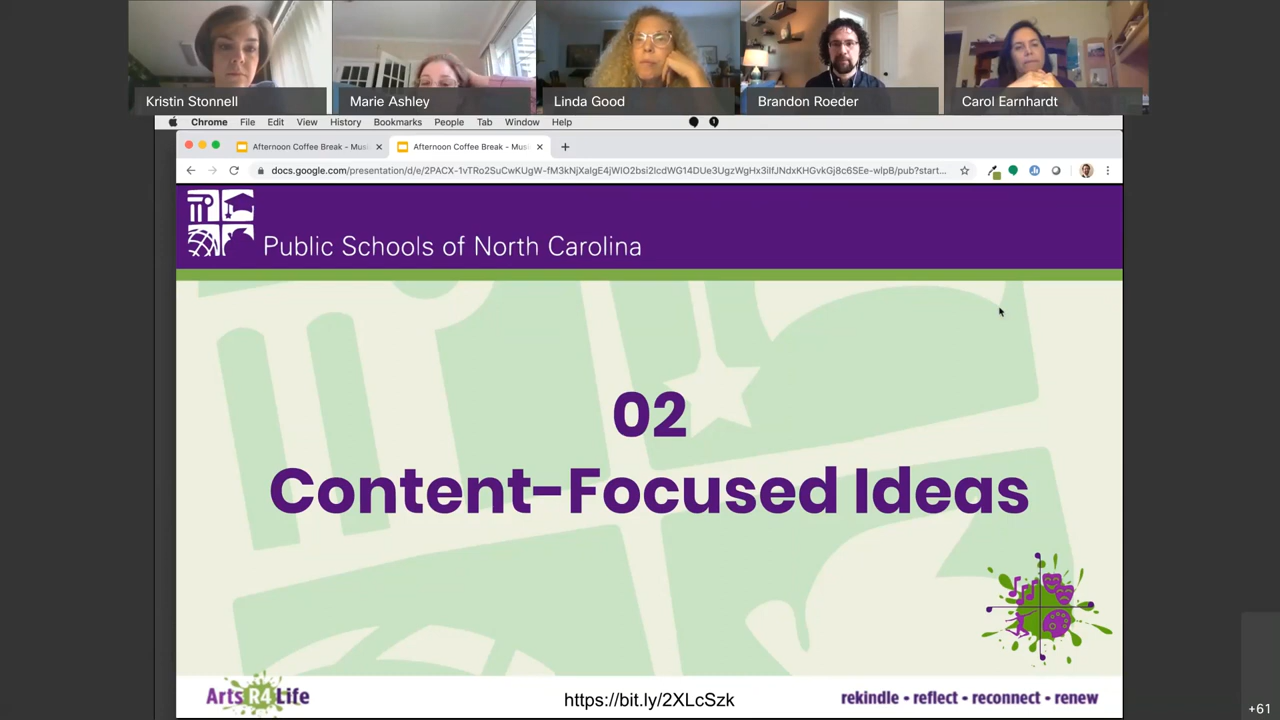 Kristin Stonnell
Marie Ashley
Linda Good
Brandon Roeder
Carol Earnhardt
Chrome File Edit View History Bookmarks People Tab Window Help
Afternoon Coffee Break - Musi
Afternoon Coffee Break - Musi
Public Schools of North Carolina
02
Content-Focused Ideas
Arts R4 Life
https://bit.ly/2XLcSzk
rekindle • reflect • reconnect • renew
+61